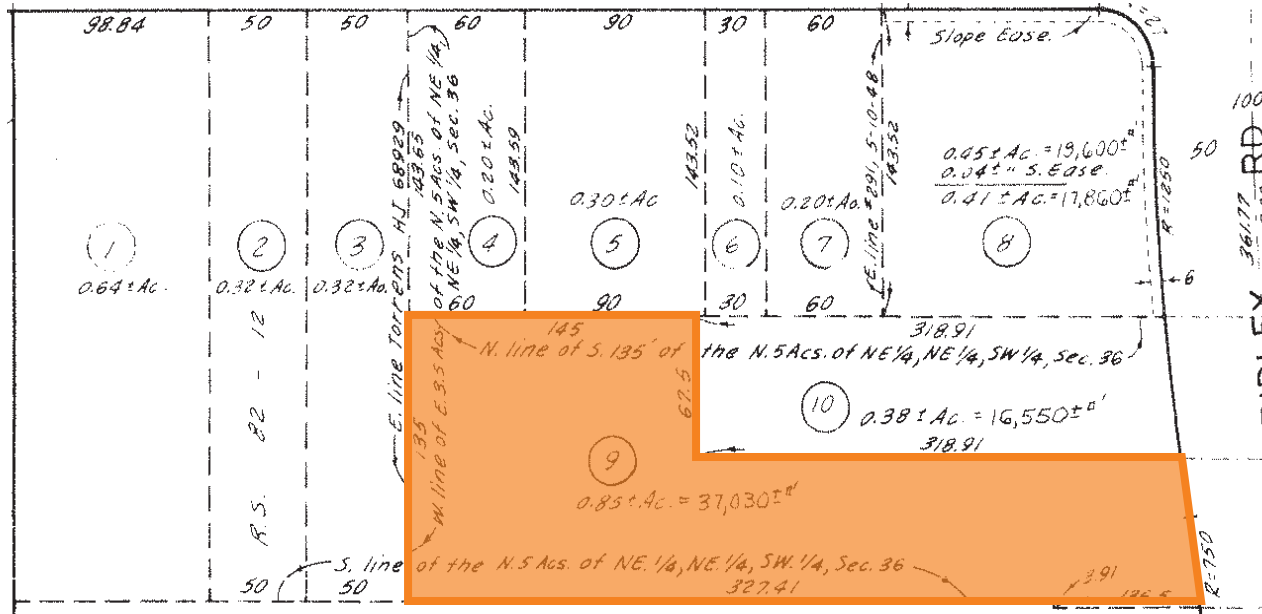 98.84 50 50 60 90 30 60
Slope Ease.
E. line Torrens HJ 68929
143.65
of the N.5 Acs. of NE 1/4,
NE 1/4, SW 1/4, Sec. 36
0.20± Ac.
143.59
143.52
0.10± Ac.
E. line #291, 5-10-48
143.52
0.45± Ac. = 19,600±□'
0.04± " S. Ease.
0.41± Ac. = 17,860±□'
R=1250
100
50
361.77
RD
1
0.64± Ac.
2
0.32± Ac.
3
0.32± Ac.
4
0.30± Ac
5
6
0.20± Ac.
7
8
6
60 90 30 60
145
318.91
N. line of S. 135' of the N.5 Acs. of NE 1/4, NE 1/4, SW 1/4, Sec. 36
R.S. 22 - 12
135
W. line of E. 3.5 Acs.
67.5
10
0.38± Ac. = 16,550±□'
318.91
9
0.85± Ac. = 37,030±□'
S. line of the N.5 Acs. of NE. 1/4, NE. 1/4, SW. 1/4, Sec. 36
50 50 327.41
3.91
R=750